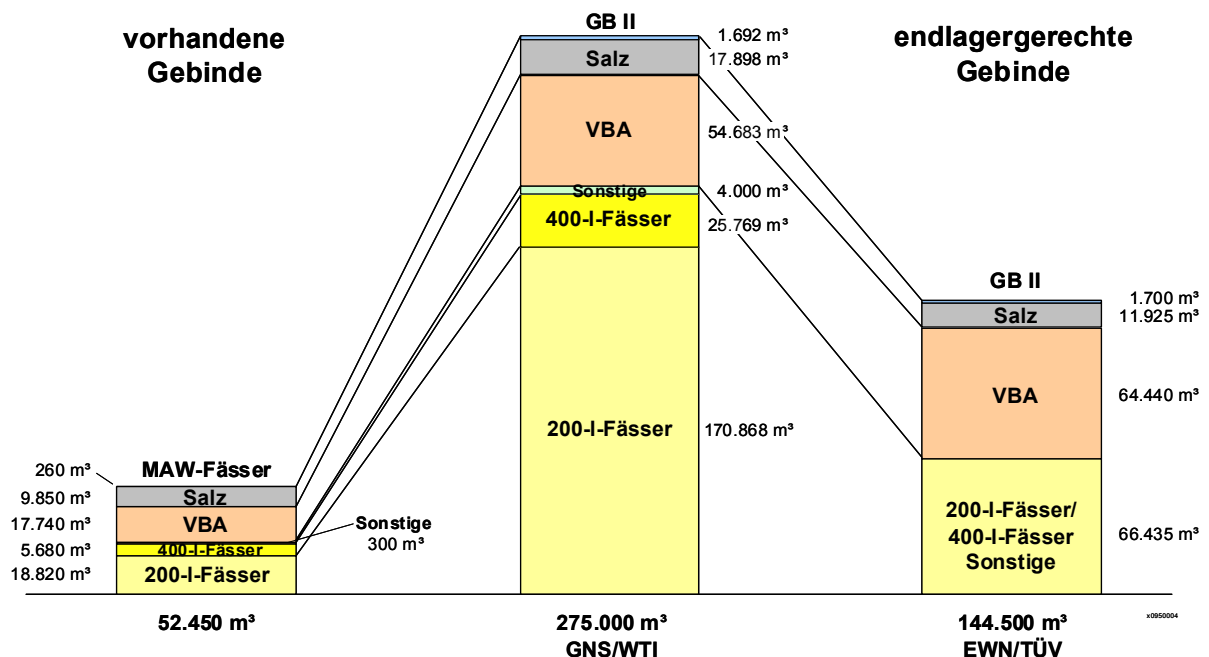 vorhandene
Gebinde
GB II
endlagergerechte
Gebinde
1.692 m³
Salz
17.898 m³
VBA
54.683 m³
Sonstige
4.000 m³
400-l-Fässer
25.769 m³
200-l-Fässer
170.868 m³
260 m³
MAW-Fässer
9.850 m³
Salz
17.740 m³
VBA
Sonstige
300 m³
5.680 m³
400-l-Fässer
18.820 m³
200-l-Fässer
GB II
1.700 m³
Salz
11.925 m³
VBA
64.440 m³
200-l-Fässer/
400-l-Fässer
Sonstige
66.435 m³
52.450 m³
275.000 m³
GNS/WTI
144.500 m³
EWN/TÜV
x0950004